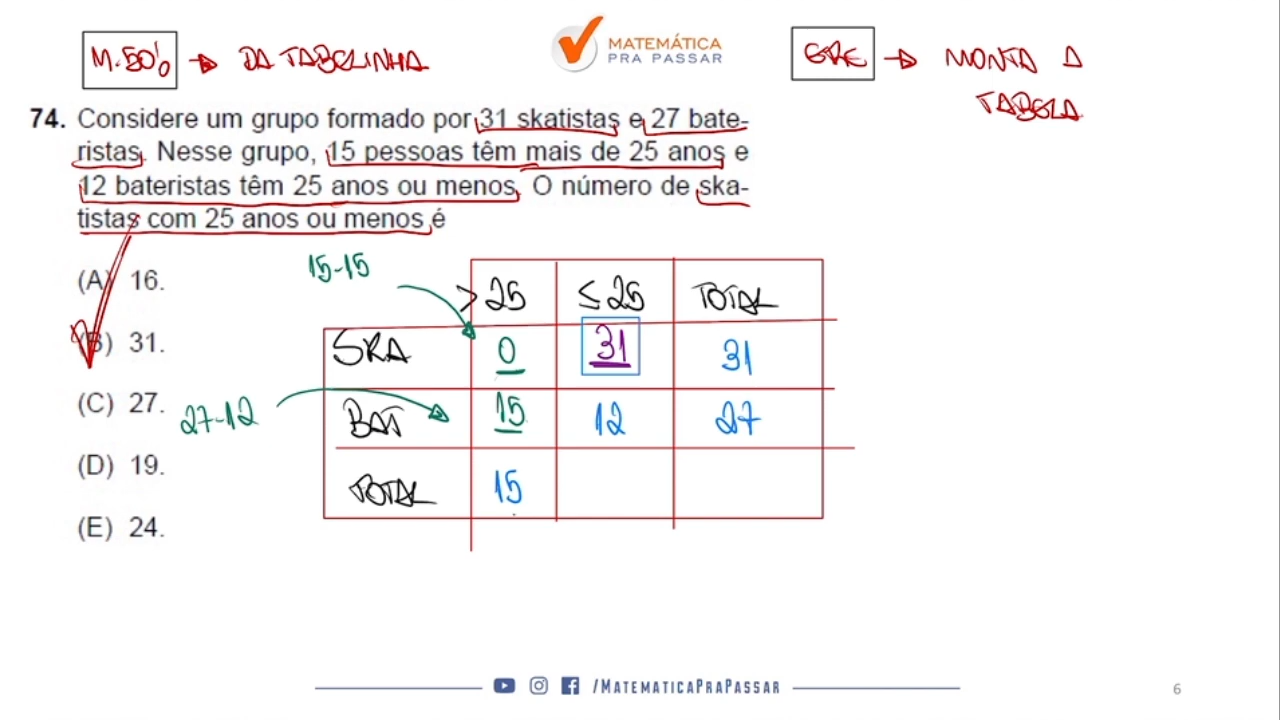 M.50'0 → DA TABELINHA
MATEMÁTICA
PRA PASSAR
GRE → MONTA A
TABELA
74. Considere um grupo formado por 31 skatistas e 27 bate-
ristas. Nesse grupo, 15 pessoas têm mais de 25 anos e
12 bateristas têm 25 anos ou menos. O número de ska-
tistas com 25 anos ou menos é
(A) 16.
(B) 31.
(C) 27.
(D) 19.
(E) 24.
15-15
27-12
> 25 ≤ 25 TOTAL
SKA 0 31 31
BAT 15 12 27
TOTAL 15
/MATEMATICAPRAPASSAR
6